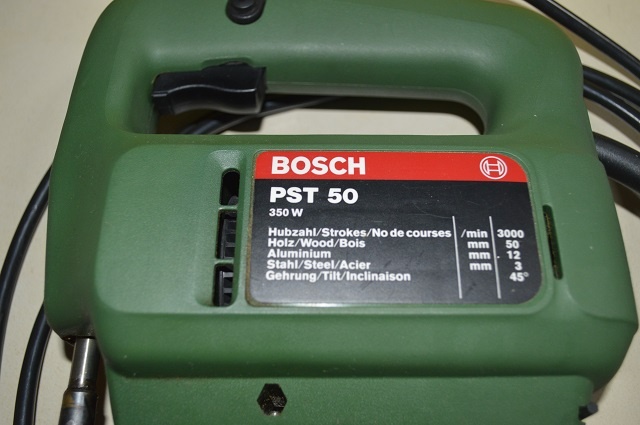 BOSCH
PST 50
350 W
Hubzahl/Strokes/No de courses /min 3000
Holz/Wood/Bois mm 50
Aluminium mm 12
Stahl/Steel/Acier mm 3
Gehrung/Tilt/Inclinaison 45°